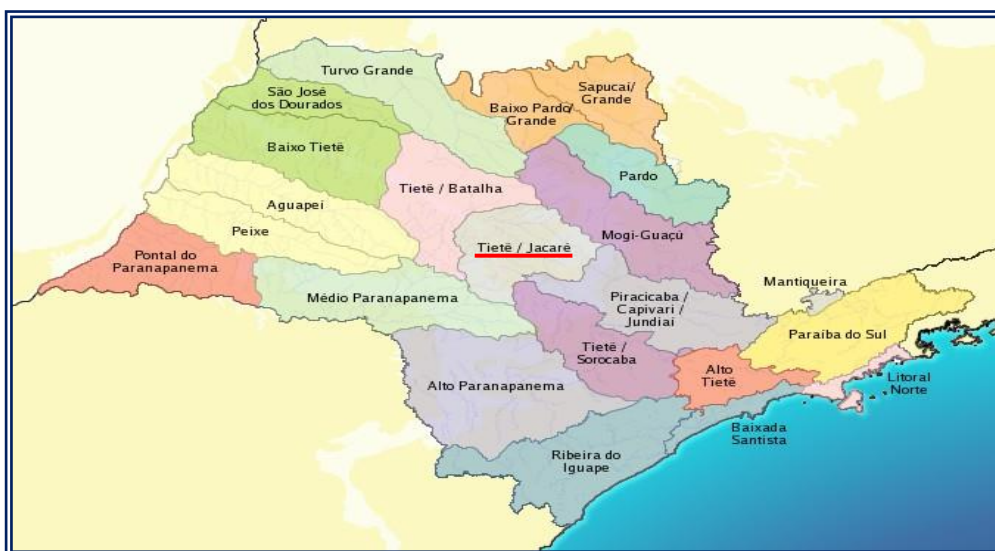 Turvo Grande
São José
dos Dourados
Baixo Tietê
Baixo Pardo/
Grande
Sapucaí/
Grande
Pardo
Tietê / Batalha
Aguapeí
Peixe
Pontal do
Paranapanema
Tietê / Jacaré
Mogi-Guaçú
Médio Paranapanema
Piracicaba /
Capivari /
Jundiaí
Mantiqueira
Paraíba do Sul
Tietê /
Sorocaba
Alto
Tietê
Litoral
Norte
Alto Paranapanema
Baixada
Santista
Ribeira do
Iguape